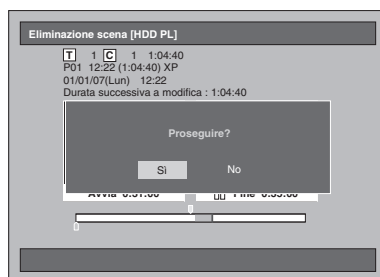 Eliminazione scena [HDD PL]
T 1 C 1 1:04:40
P01 12:22 (1:04:40) XP
01/01/07(Lun) 12:22
Durata successiva a modifica : 1:04:40
Proseguire?
Sì No